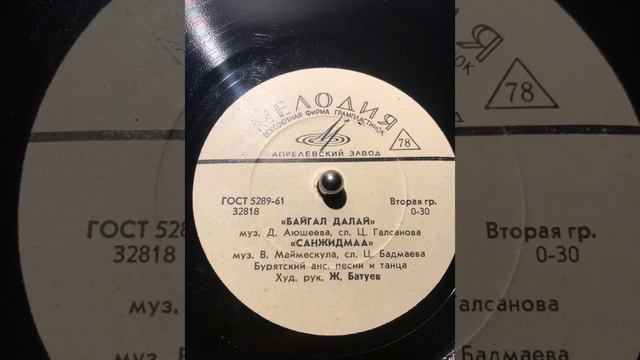 МЕЛОДИЯ
ВСЕСОЮЗНАЯ ФИРМА ГРАМПЛАСТИНОК
АПРЕЛЕВСКИЙ ЗАВОД
78
ГОСТ 5289-61
32818
Вторая гр.
0-30
«БАЙГАЛ ДАЛАЙ»
муз. Д. Аюшеева, сл. Ц. Галсанова
«САНЖИДМАА»
муз. В. Маймескула, сл. Ц. Бадмаева
Бурятский анс. песни и танца
Худ. рук. Ж. Батуев